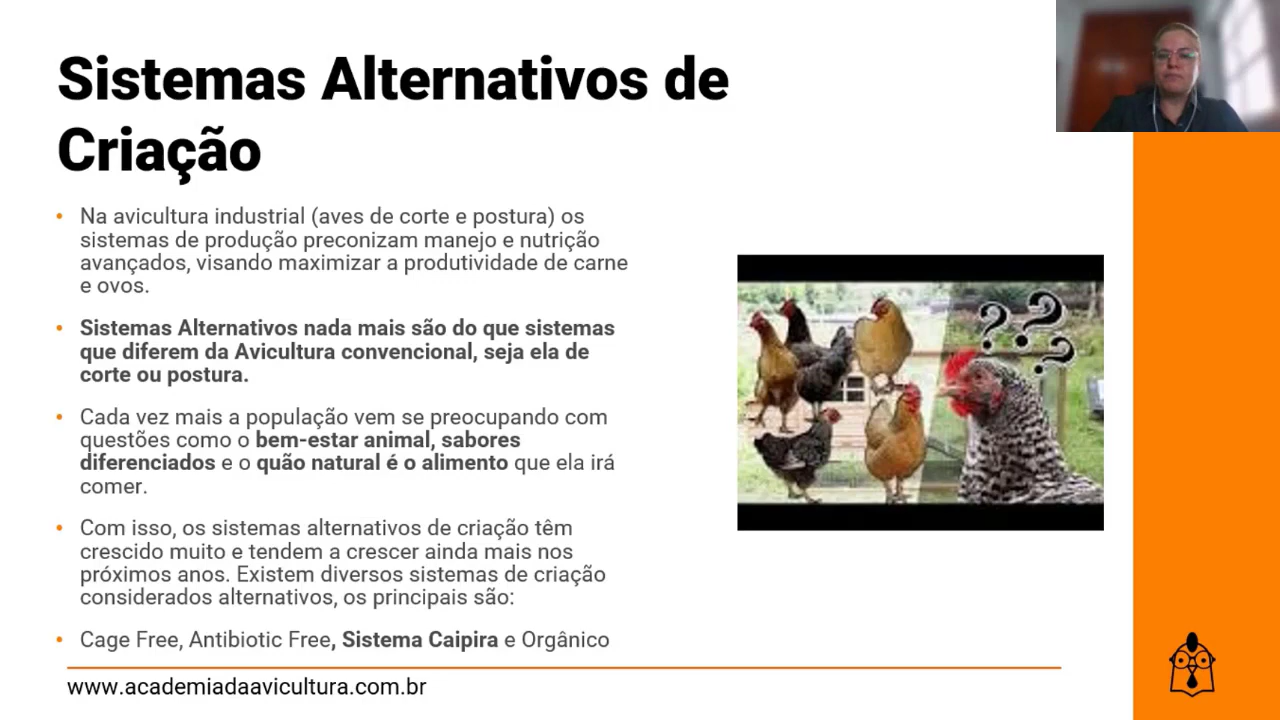 Sistemas Alternativos de
Criação
• Na avicultura industrial (aves de corte e postura) os
sistemas de produção preconizam manejo e nutrição
avançados, visando maximizar a produtividade de carne
e ovos.
• Sistemas Alternativos nada mais são do que sistemas
que diferem da Avicultura convencional, seja ela de
corte ou postura.
• Cada vez mais a população vem se preocupando com
questões como o bem-estar animal, sabores
diferenciados e o quão natural é o alimento que ela irá
comer.
• Com isso, os sistemas alternativos de criação têm
crescido muito e tendem a crescer ainda mais nos
próximos anos. Existem diversos sistemas de criação
considerados alternativos, os principais são:
• Cage Free, Antibiotic Free, Sistema Caipira e Orgânico
???
www.academiadaavicultura.com.br